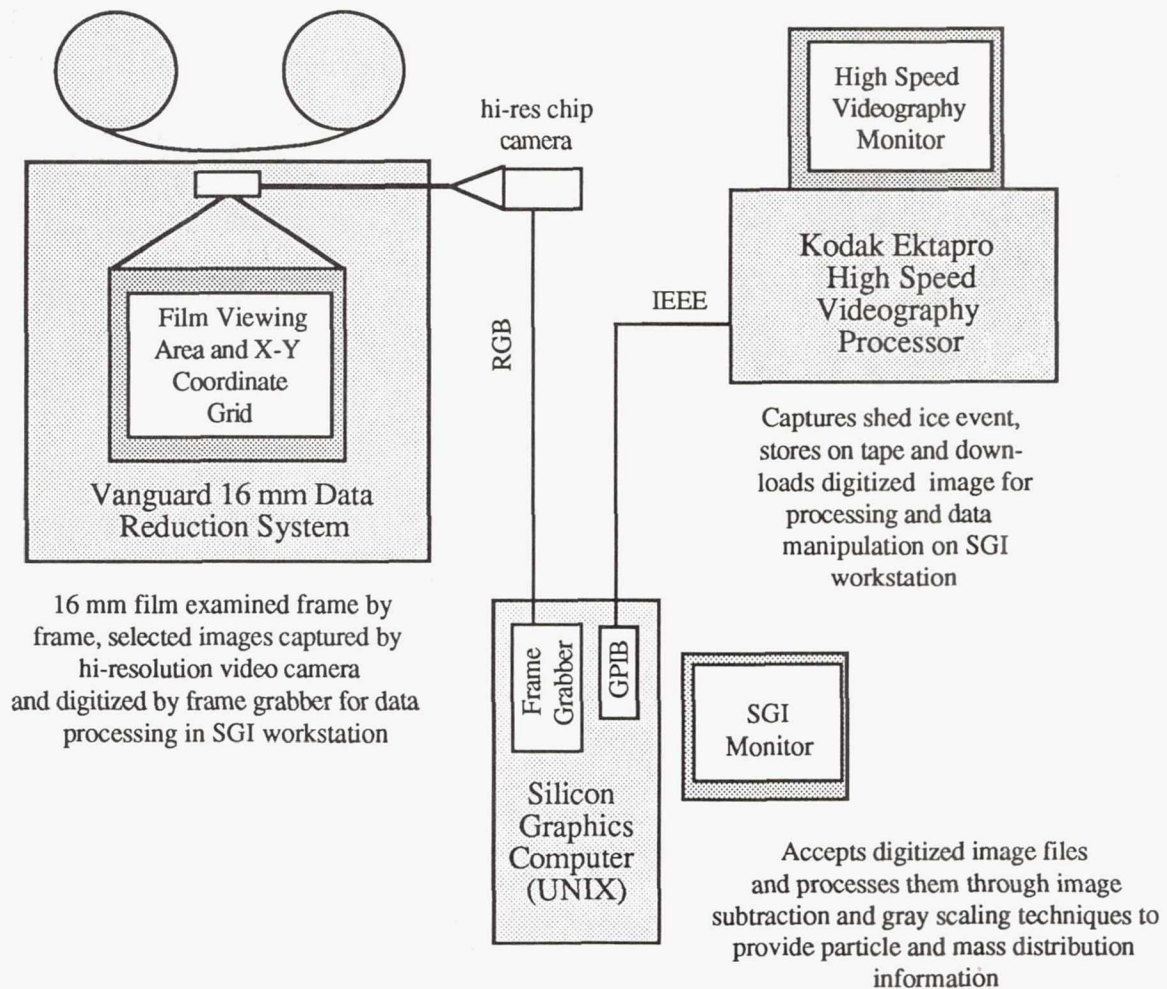 hi-res chip
camera
High Speed
Videography
Monitor
Kodak Ektapro
High Speed
Videography
Processor
IEEE
RGB
Film Viewing
Area and X-Y
Coordinate
Grid
Vanguard 16 mm Data
Reduction System
Captures shed ice event,
stores on tape and down-
loads digitized image for
processing and data
manipulation on SGI
workstation
16 mm film examined frame by
frame, selected images captured by
hi-resolution video camera
and digitized by frame grabber for data
processing in SGI workstation
Frame
Grabber
GPIB
SGI
Monitor
Silicon
Graphics
Computer
(UNIX)
Accepts digitized image files
and processes them through image
subtraction and gray scaling techniques to
provide particle and mass distribution
information